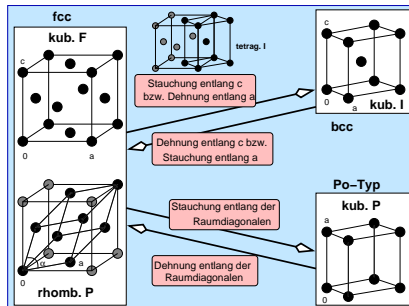 fcc
kub. F
c
0
a
tetrag. I
Stauchung entlang c
bzw. Dehnung entlang a
Dehnung entlang c bzw.
Stauchung entlang a
c
0
a
kub. I
bcc
α
a
0
rhomb. P
Stauchung entlang der
Raumdiagonalen
Dehnung entlang der
Raumdiagonalen
Po-Typ
kub. P
a
0